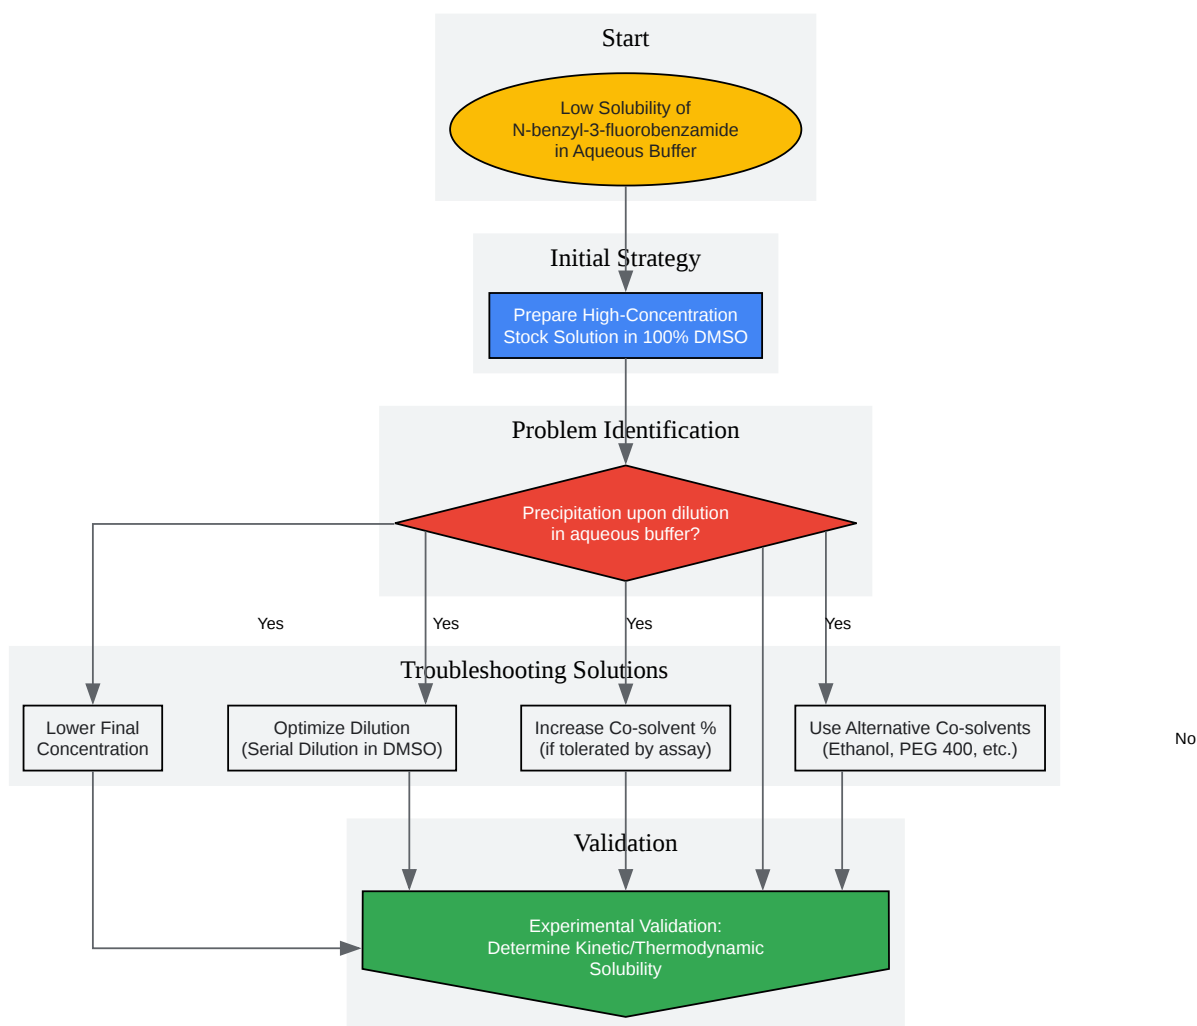 Start
Low Solubility of
N-benzyl-3-fluorobenzamide
in Aqueous Buffer
Initial Strategy
Prepare High-Concentration
Stock Solution in 100% DMSO
Problem Identification
Precipitation upon dilution
in aqueous buffer?
Yes
Yes
Yes
Yes
Troubleshooting Solutions
Lower Final
Concentration
Optimize Dilution
(Serial Dilution in DMSO)
Increase Co-solvent %
(if tolerated by assay)
Use Alternative Co-solvents
(Ethanol, PEG 400, etc.)
No
Validation
Experimental Validation:
Determine Kinetic/Thermodynamic
Solubility